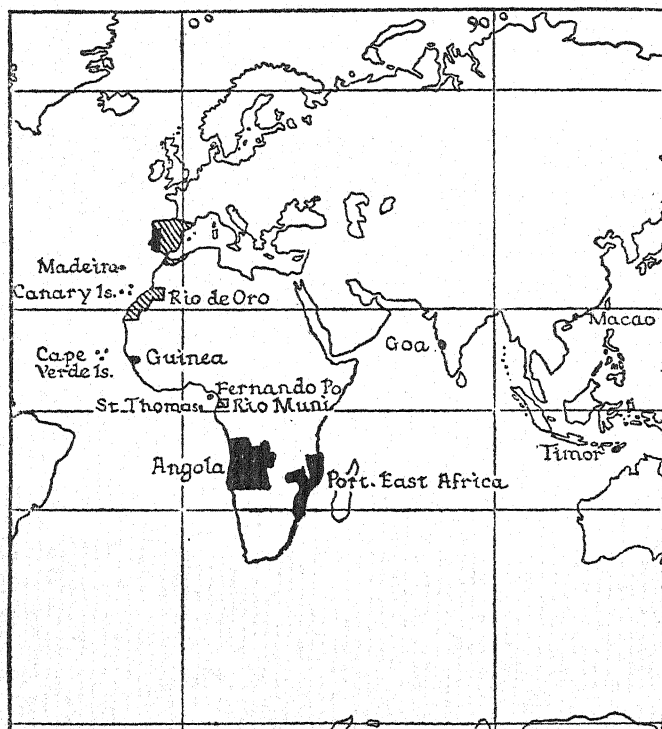 0°
90°
Madeira
Canary Is.
Rio de Oro
Macao
Goa
Cape
Verde Is.
Guinea
Fernando Po
St. Thomas
Rio Muni
Timor
Angola
Port. East Africa